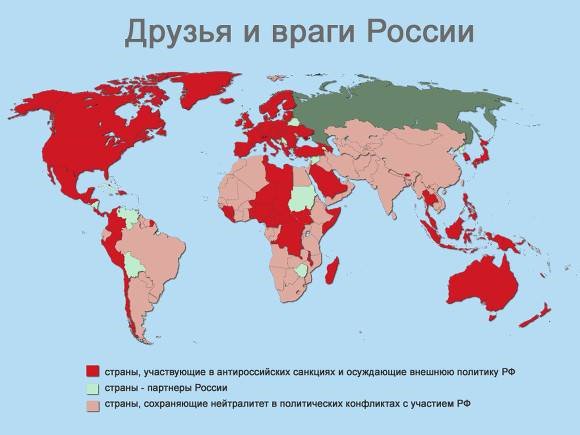 Друзья и враги России
страны, участвующие в антироссийских санкциях и осуждающие внешнюю политику РФ
страны - партнеры России
страны, сохраняющие нейтралитет в политических конфликтах с участием РФ